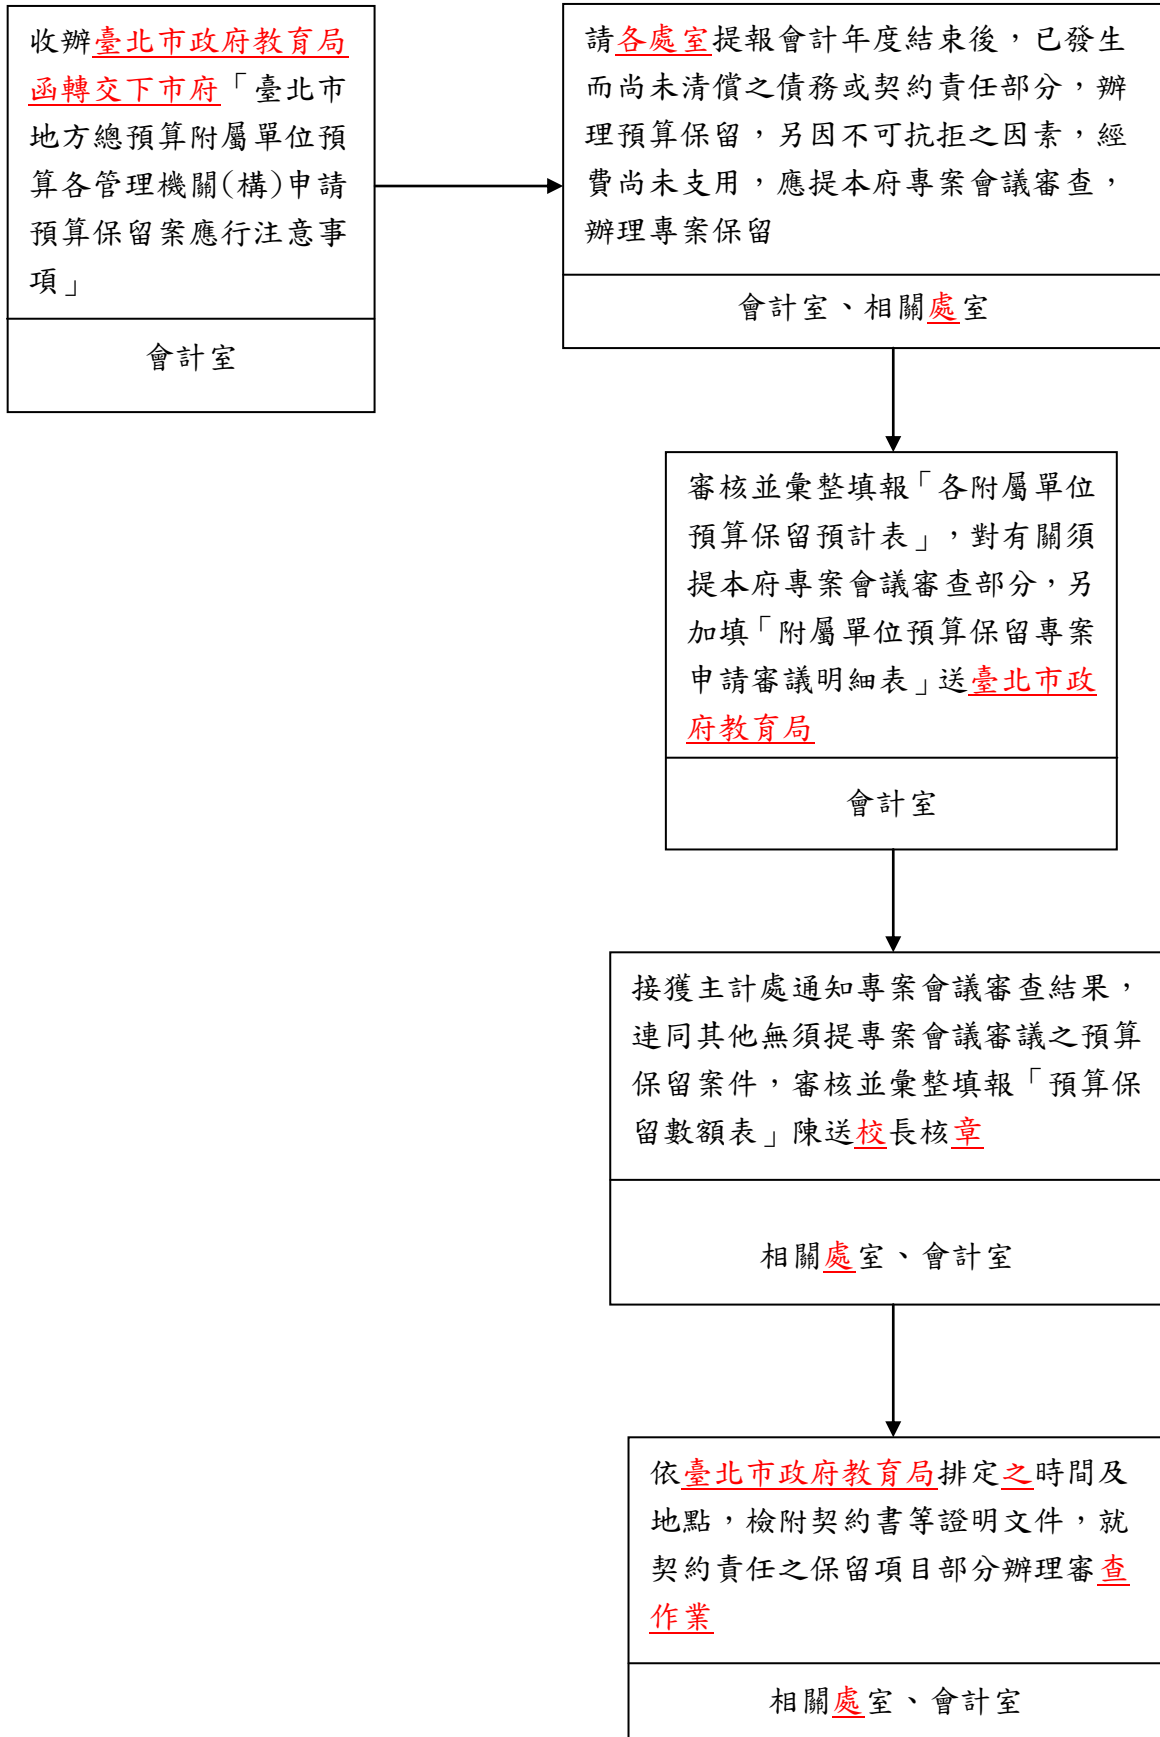 收辦臺北市政府教育局
函轉交下市府「臺北市
地方總預算附屬單位預
算各管理機關(構)申請
預算保留案應行注意事
項」
會計室
請各處室提報會計年度結束後，已發生
而尚未清償之債務或契約責任部分，辦
理預算保留，另因不可抗拒之因素，經
費尚未支用，應提本府專案會議審查，
辦理專案保留
會計室、相關處室
審核並彙整填報「各附屬單位
預算保留預計表」，對有關須
提本府專案會議審查部分，另
加填「附屬單位預算保留專案
申請審議明細表」送臺北市政
府教育局
會計室
接獲主計處通知專案會議審查結果，
連同其他無須提專案會議審議之預算
保留案件，審核並彙整填報「預算保
留數額表」陳送校長核章
相關處室、會計室
依臺北市政府教育局排定之時間及
地點，檢附契約書等證明文件，就
契約責任之保留項目部分辦理審查
作業
相關處室、會計室